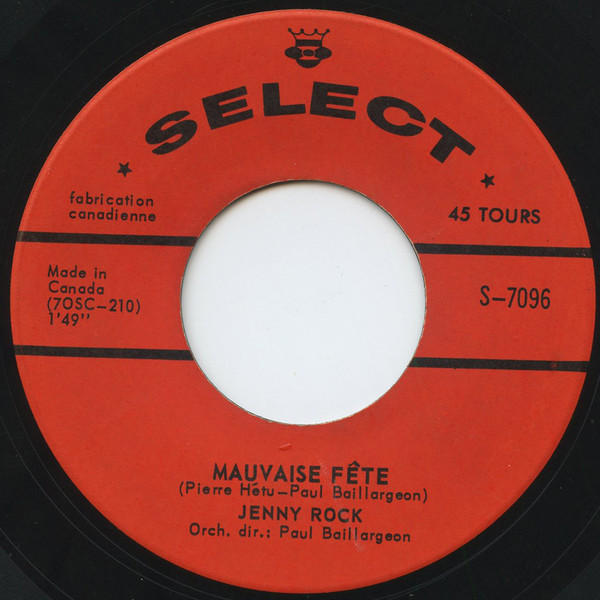 SELECT
fabrication
canadienne
45 TOURS
Made in
Canada
(7OSC-210)
1'49"
S-7096
MAUVAISE FÊTE
(Pierre Hétu-Paul Baillargeon)
JENNY ROCK
Orch. dir.: Paul Baillargeon